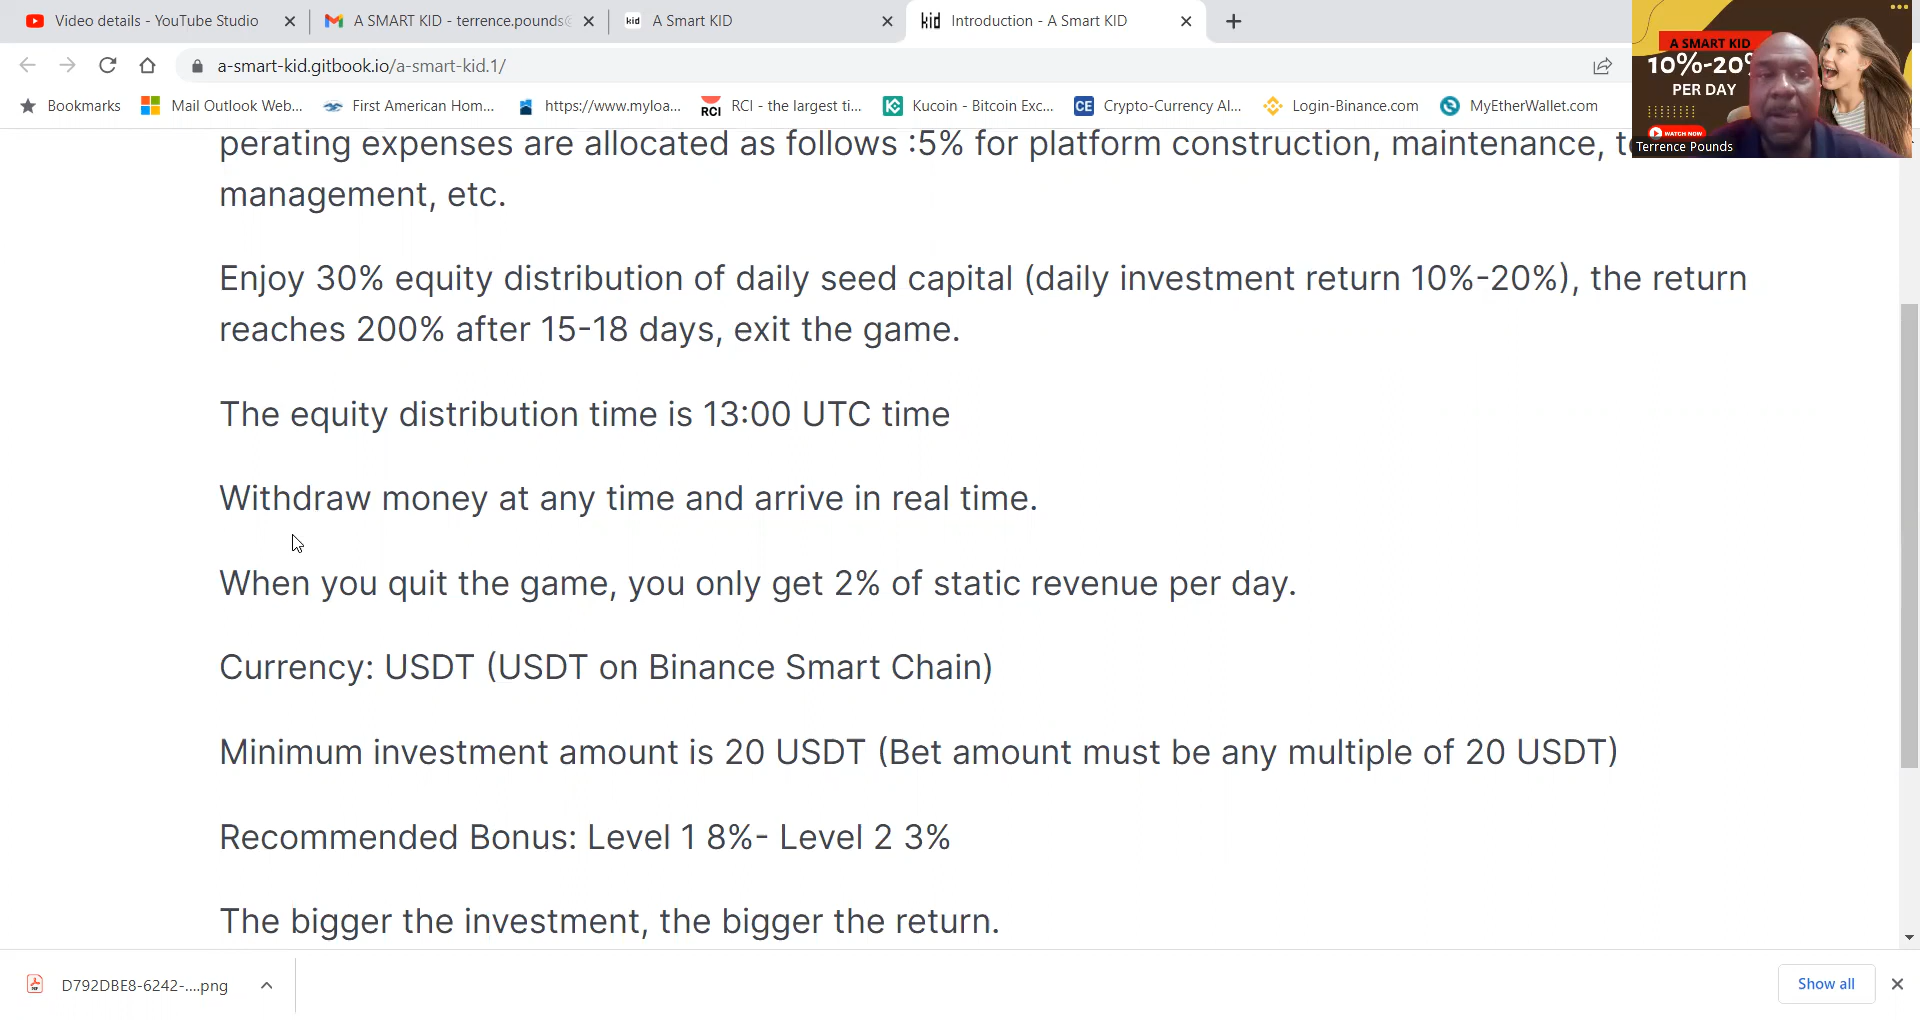 Video details - YouTube Studio
A SMART KID - terrence.pounds
A Smart KID
Introduction - A Smart KID
a-smart-kid.gitbook.io/a-smart-kid.1/
Bookmarks
Mail Outlook Web...
First American Hom...
https://www.myloa...
RCI - the largest ti...
Kucoin - Bitcoin Exc...
Crypto-Currency Al...
Login-Binance.com
MyEtherWallet.com
A SMART KID
10%-20%
PER DAY
WATCH NOW
Terrence Pounds
perating expenses are allocated as follows :5% for platform construction, maintenance,
management, etc.
Enjoy 30% equity distribution of daily seed capital (daily investment return 10%-20%), the return
reaches 200% after 15-18 days, exit the game.
The equity distribution time is 13:00 UTC time
Withdraw money at any time and arrive in real time.
When you quit the game, you only get 2% of static revenue per day.
Currency: USDT (USDT on Binance Smart Chain)
Minimum investment amount is 20 USDT (Bet amount must be any multiple of 20 USDT)
Recommended Bonus: Level 1 8%- Level 2 3%
The bigger the investment, the bigger the return.
D792DBE8-6242-....png
Show all